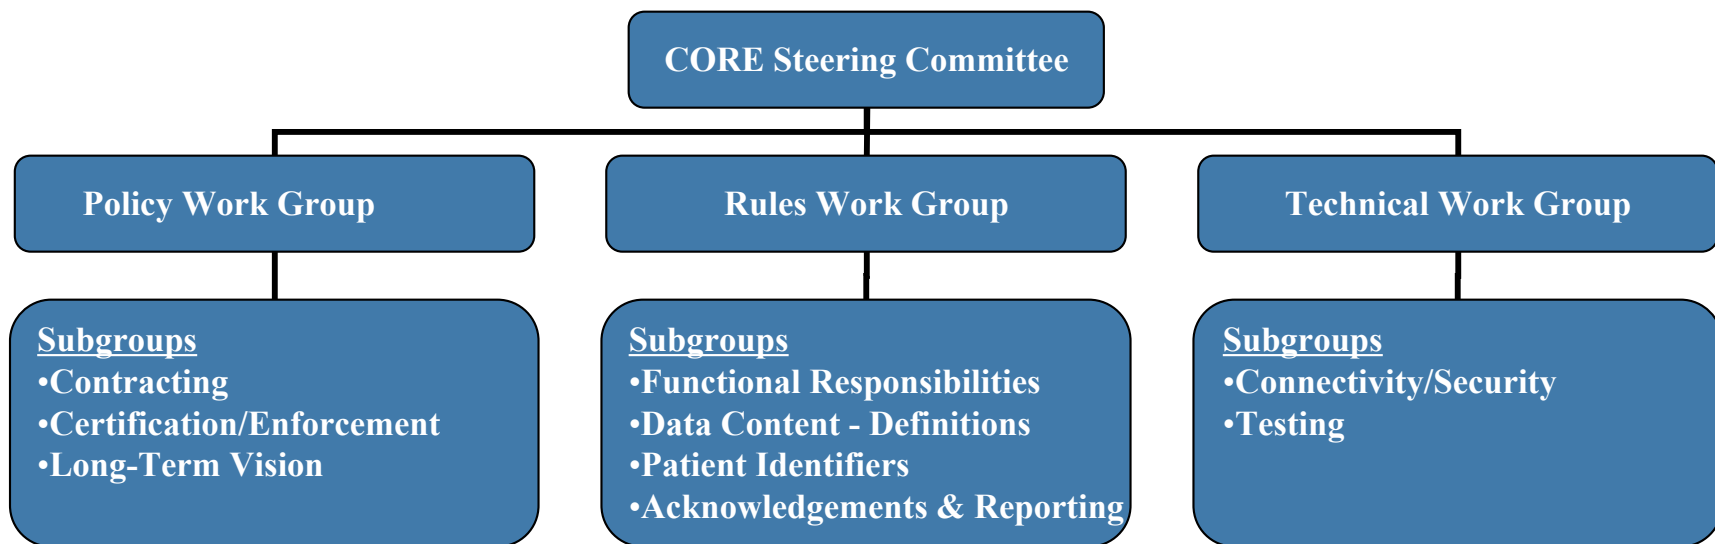 CORE Steering Committee
Policy Work Group
Rules Work Group
Technical Work Group
Subgroups
•Contracting
•Certification/Enforcement
•Long-Term Vision
Subgroups
•Functional Responsibilities
•Data Content - Definitions
•Patient Identifiers
•Acknowledgements & Reporting
Subgroups
•Connectivity/Security
•Testing